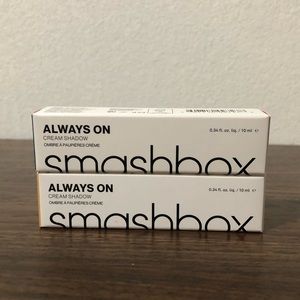 ALWAYS ON
CREAM SHADOW
OMBRE À PAUPIÈRES CRÈME
0.34 fl. oz. liq. / 10 ml ℮
smashbox
ALWAYS ON
CREAM SHADOW
OMBRE À PAUPIÈRES CRÈME
0.34 fl. oz. liq. / 10 ml ℮
smashbox